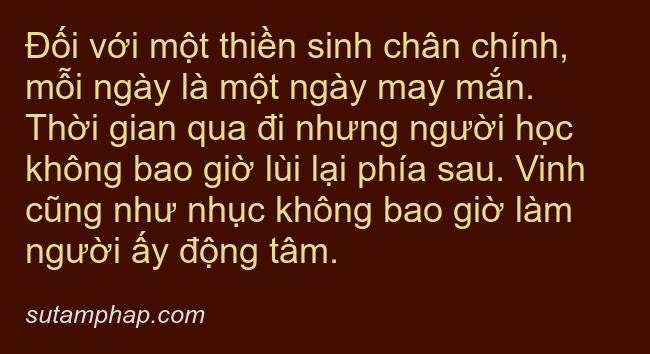 Đối với một thiền sinh chân chính,
mỗi ngày là một ngày may mắn.
Thời gian qua đi nhưng người học
không bao giờ lùi lại phía sau. Vinh
cũng như nhục không bao giờ làm
người ấy động tâm.
sutamphap.com